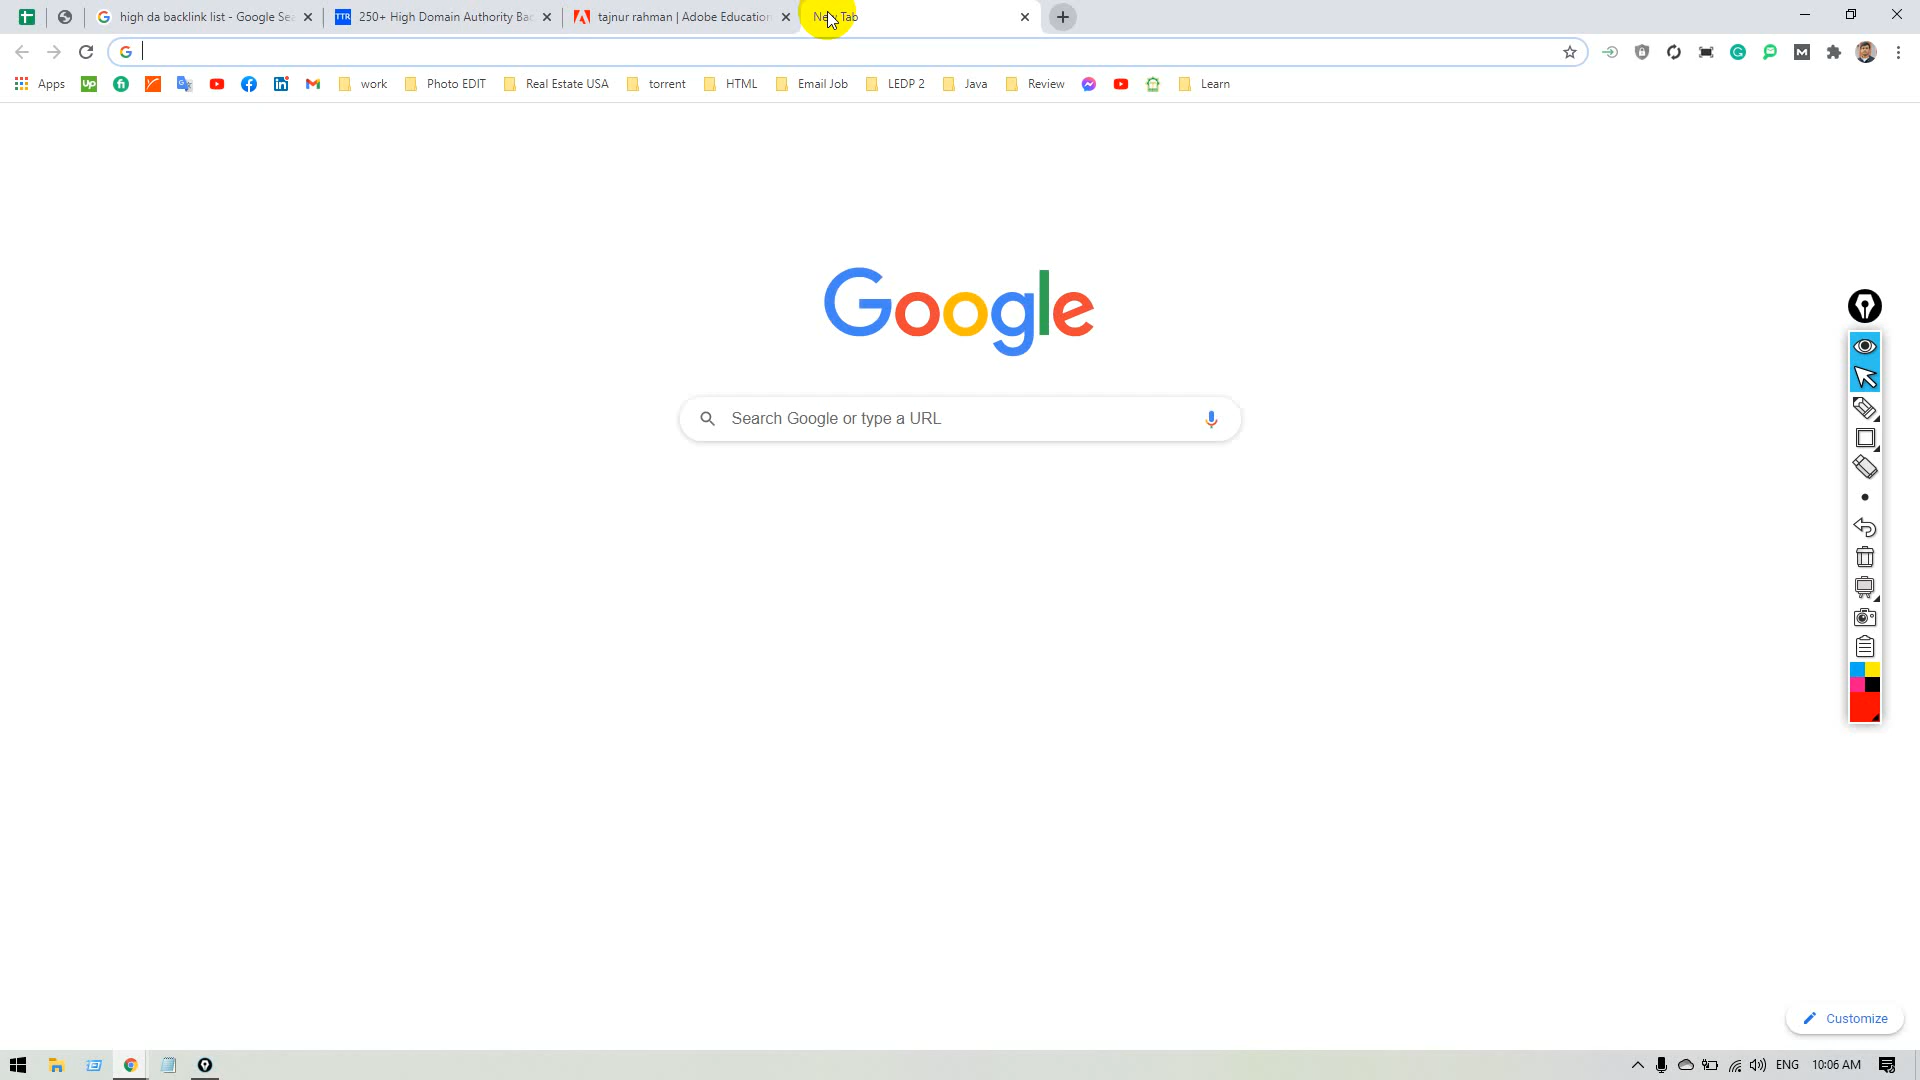 high da backlink list - Google Se
250+ High Domain Authority Ba
tajnur rahman | Adobe Education
New Tab
Apps
Up
fi
work
Photo EDIT
Real Estate USA
torrent
HTML
Email Job
LEDP 2
Java
Review
Learn
Google
Search Google or type a URL
Customize
ENG
10:06 AM